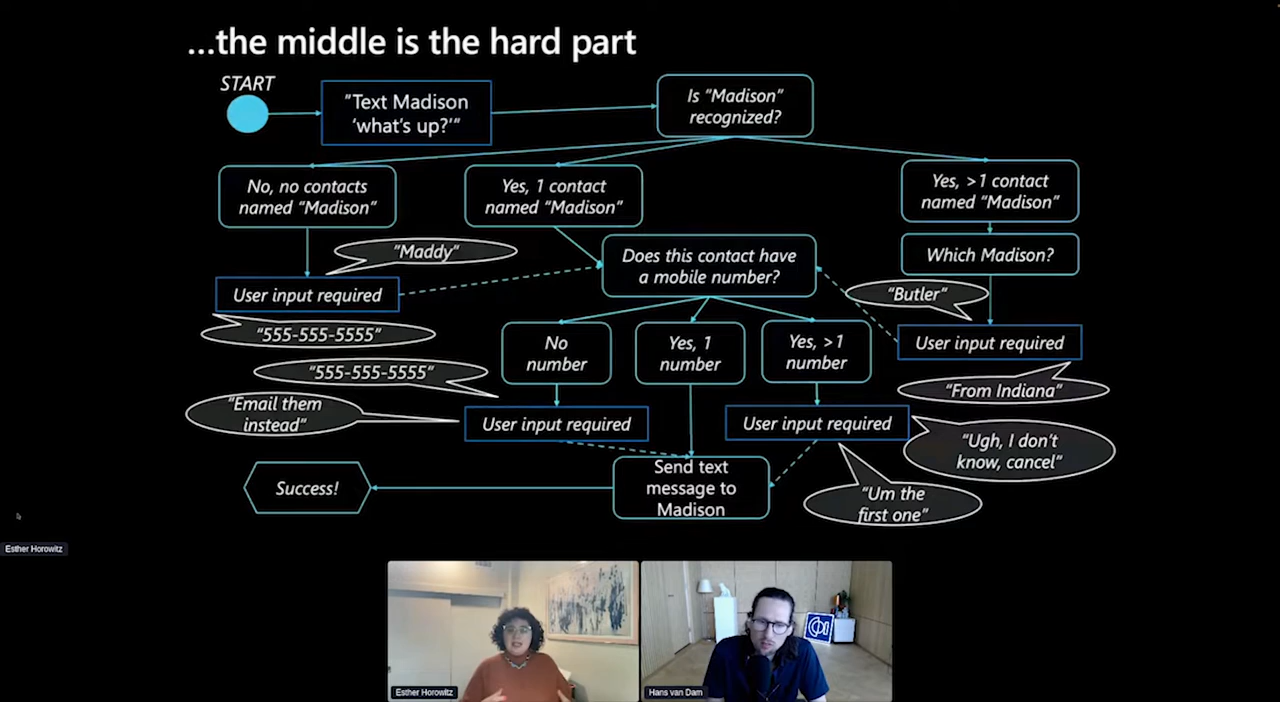 ...the middle is the hard part
START
"Text Madison
'what's up?'"
Is "Madison"
recognized?
No, no contacts
named "Madison"
Yes, 1 contact
named "Madison"
Yes, >1 contact
named "Madison"
"Maddy"
Does this contact have
a mobile number?
Which Madison?
User input required
"Butler"
"555-555-5555"
No
number
Yes, 1
number
Yes, >1
number
User input required
"555-555-5555"
"From Indiana"
"Email them
instead"
User input required
User input required
"Ugh, I don't
know, cancel"
Success!
Send text
message to
Madison
"Um the
first one"
Esther Horowitz
Esther Horowitz
Hans van Dam